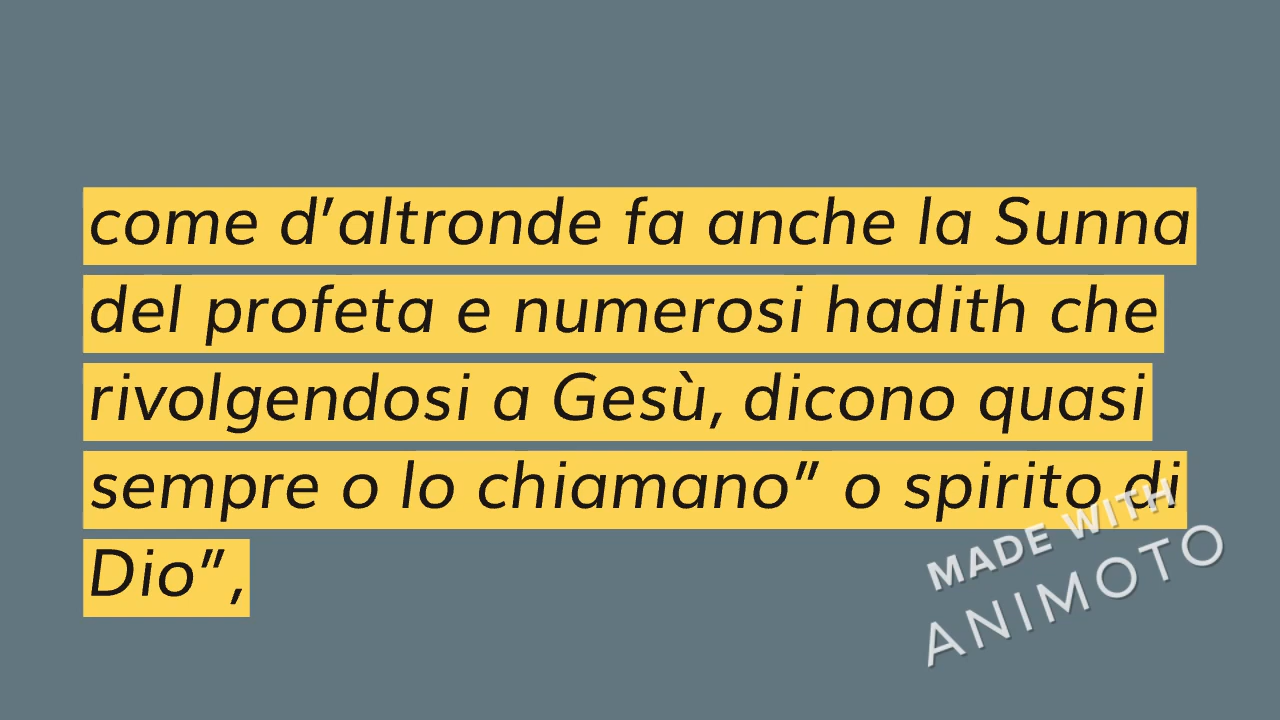 come d’altronde fa anche la Sunna
del profeta e numerosi hadith che
rivolgendosi a Gesù, dicono quasi
sempre o lo chiamano” o spirito di
Dio”,
MADE WITH
ANIMOTO